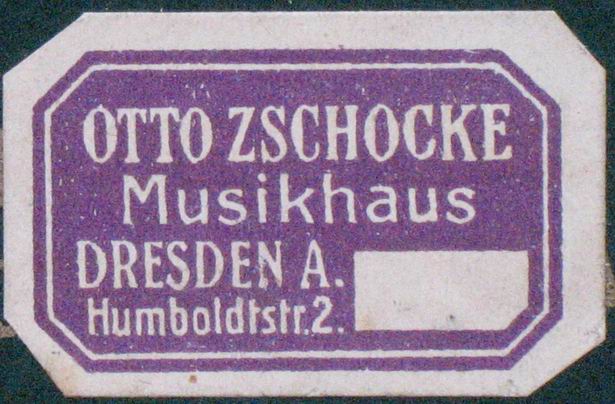 OTTO ZSCHOCKE
Musikhaus
DRESDEN A.
Humboldtstr.2.